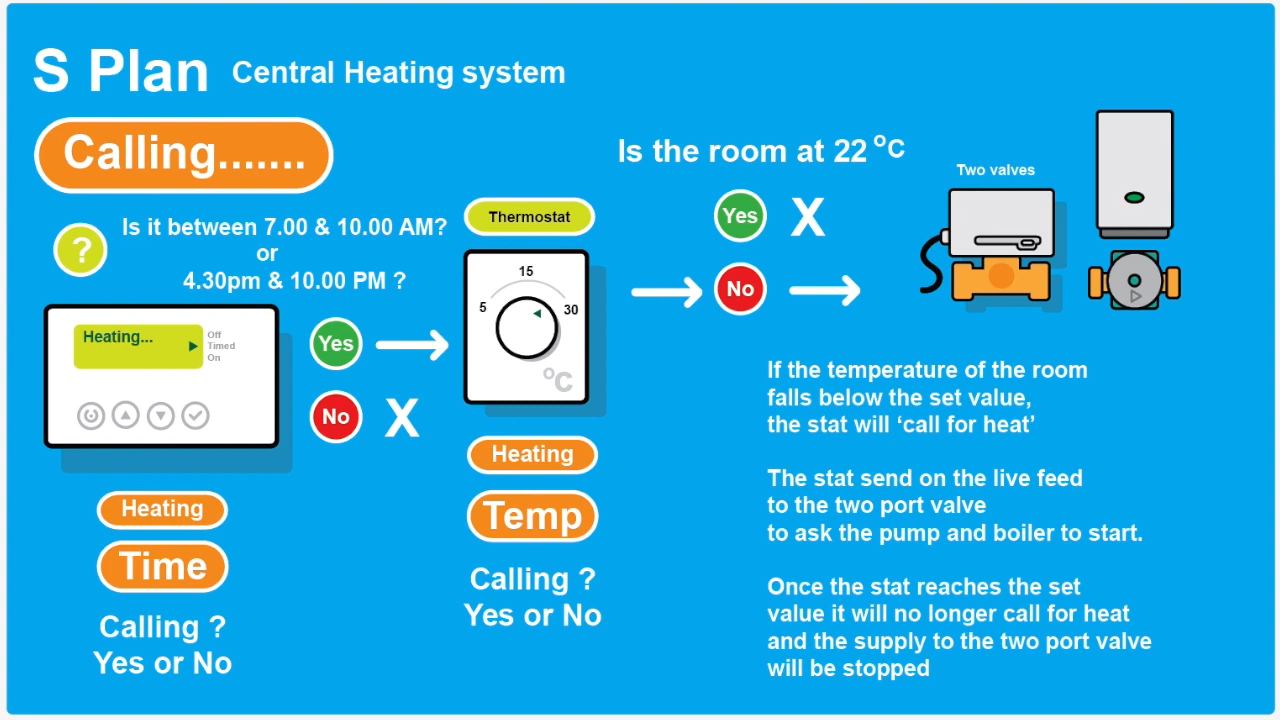 S Plan Central Heating system
Calling.......
?
Is it between 7.00 & 10.00 AM?
or
4.30pm & 10.00 PM ?
Heating...
Off
Timed
On
Yes
No
X
Heating
Time
Calling ?
Yes or No
Thermostat
15
5
30
oC
Heating
Temp
Calling ?
Yes or No
Is the room at 22 oC
Yes
X
No
Two valves
If the temperature of the room
falls below the set value,
the stat will ‘call for heat’
The stat send on the live feed
to the two port valve
to ask the pump and boiler to start.
Once the stat reaches the set
value it will no longer call for heat
and the supply to the two port valve
will be stopped